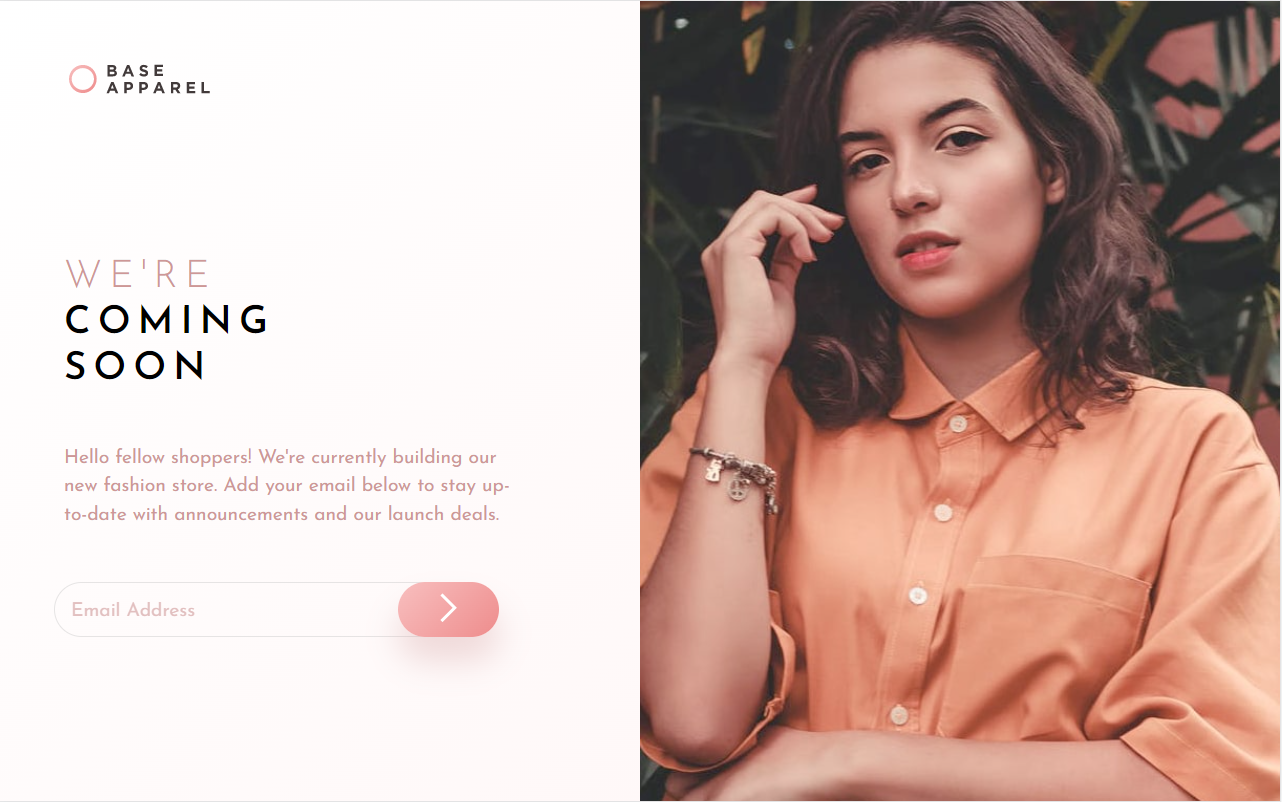 BASE
APPAREL
WE'RE
COMING
SOON
Hello fellow shoppers! We're currently building our
new fashion store. Add your email below to stay up-
to-date with announcements and our launch deals.
Email Address